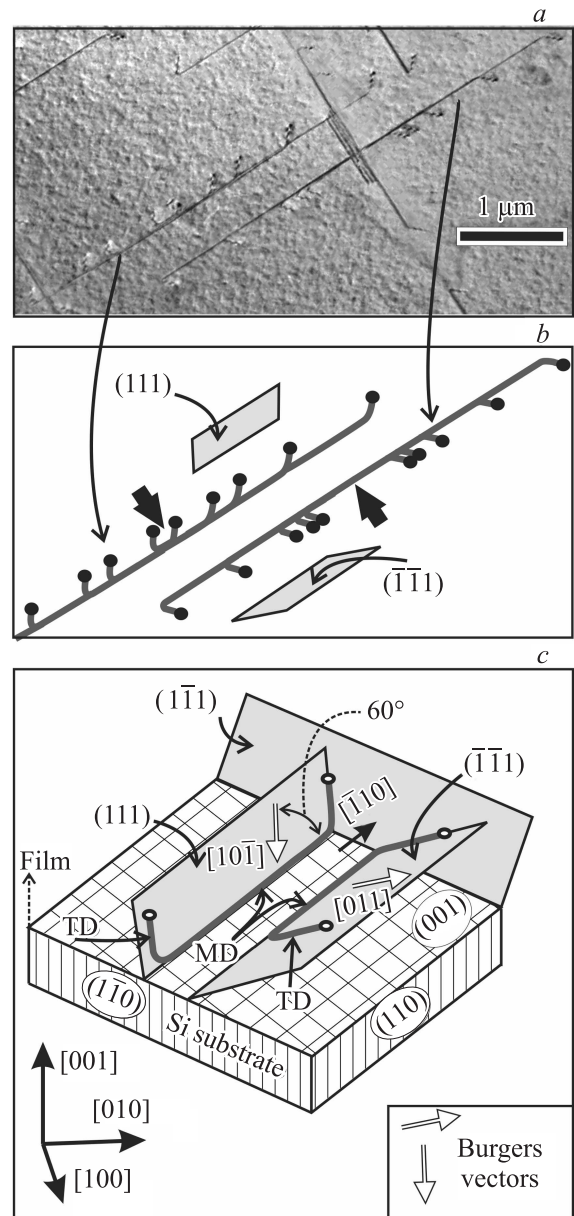 a
1 μm
b
(111)
(1̅1̅1)
c
(11̅1)
60°
(1̅1̅1)
(111)
[1̅10]
[101̅]
Film
[011]
(001)
TD
MD
TD
(11̅0)
(110)
Si substrate
[001]
[010]
[100]
Burgers
vectors